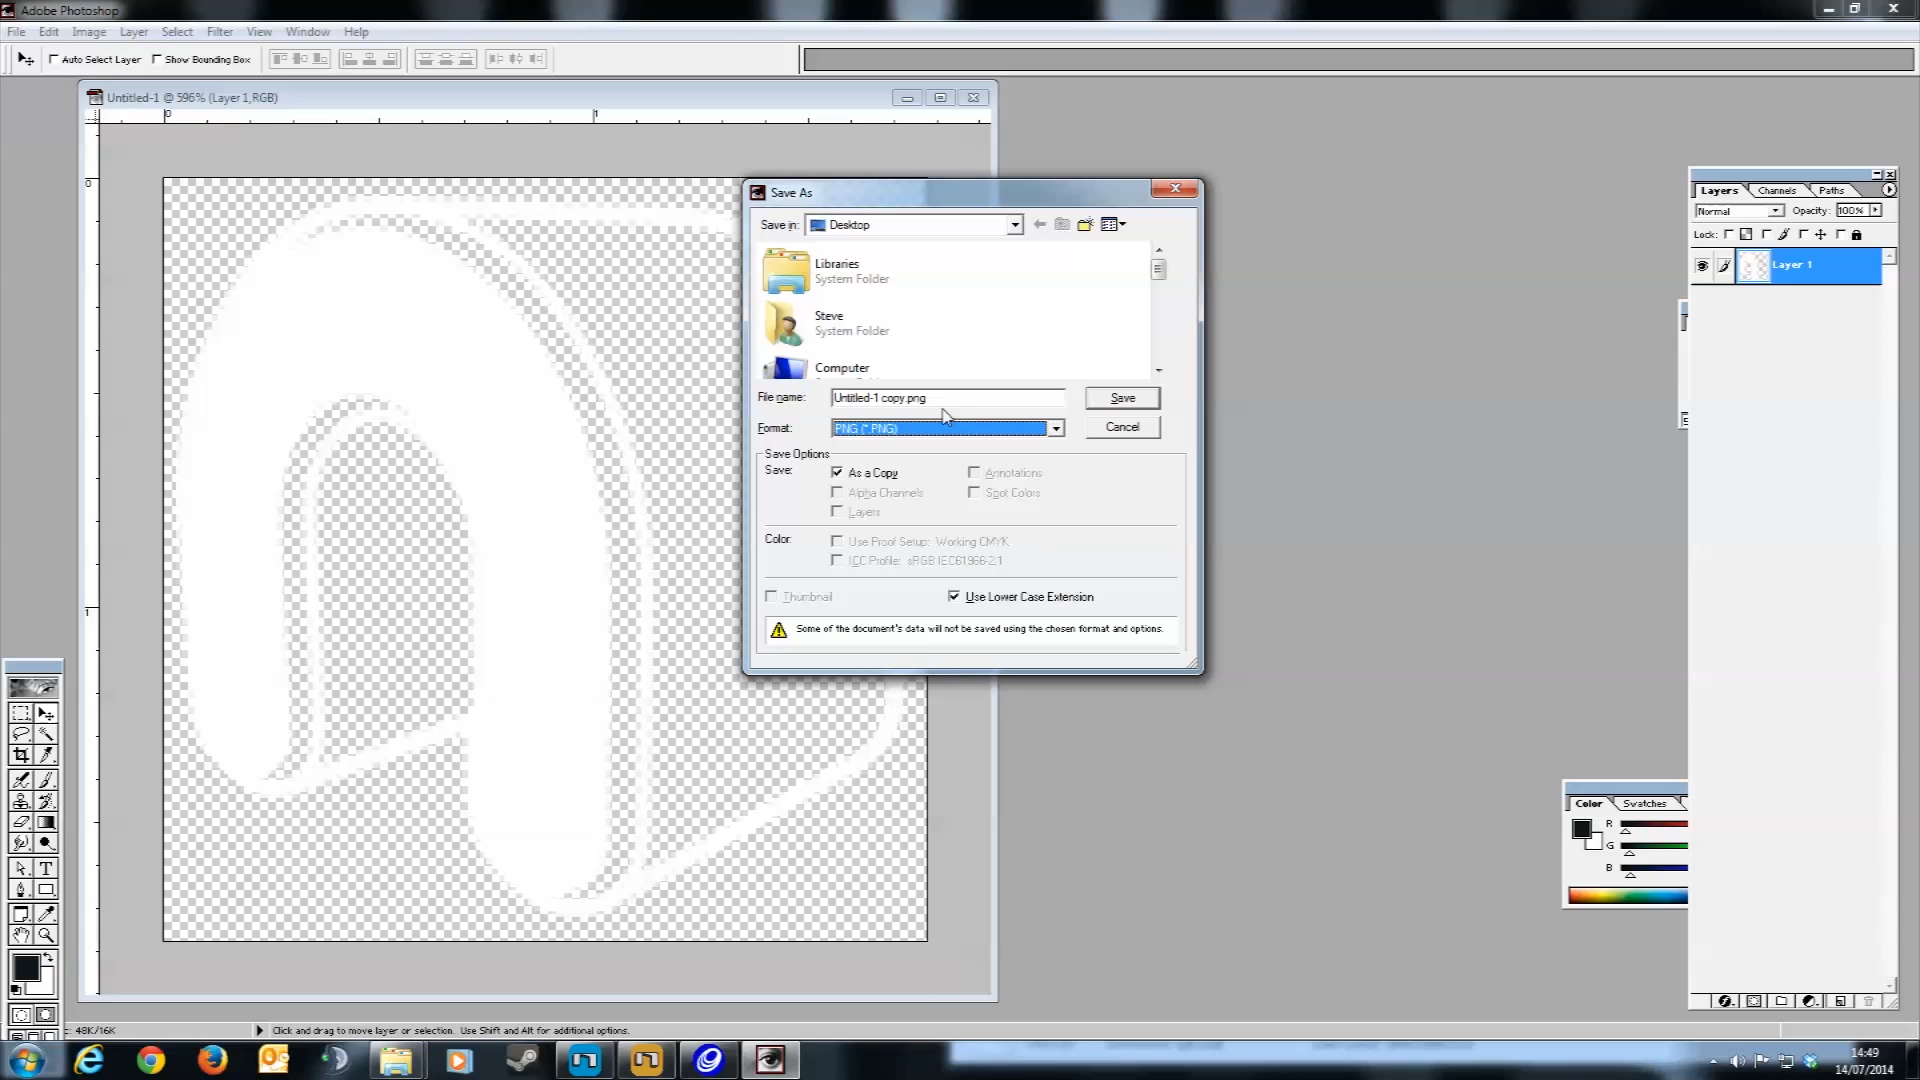 Adobe Photoshop
File Edit Image Layer Select Filter View Window Help
Auto Select Layer Show Bounding Box
Untitled-1 @ 596% (Layer 1,RGB)
0 1
0
1
Save As
Save in: Desktop
Libraries
System Folder
Steve
System Folder
Computer
File name: Untitled-1 copy.png Save
Format: PNG (*.PNG) Cancel
Save Options
Save: As a Copy Annotations
Alpha Channels Spot Colors
Layers
Color: Use Proof Setup: Working CMYK
ICC Profile: sRGB IEC61966-2.1
Thumbnail Use Lower Case Extension
Some of the document's data will not be saved using the chosen format and options.
Layers Channels Paths
Normal Opacity: 100%
Lock:
Layer 1
Color Swatches
R
G
B
T
: 48K/16K Click and drag to move layer or selection. Use Shift and Alt for additional options.
14:49
14/07/2014